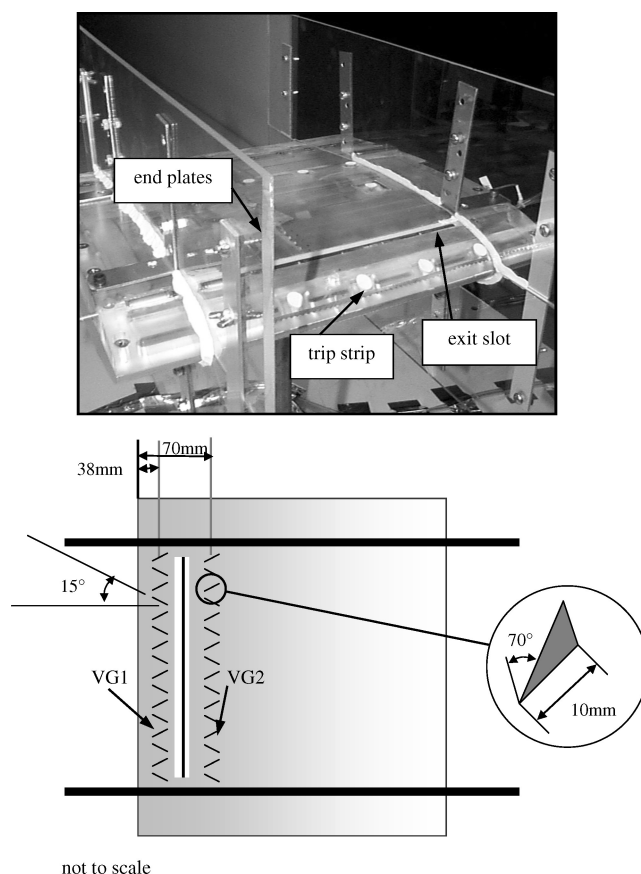 end plates
trip strip
exit slot
70mm
38mm
15°
VG1
VG2
70°
10mm
not to scale